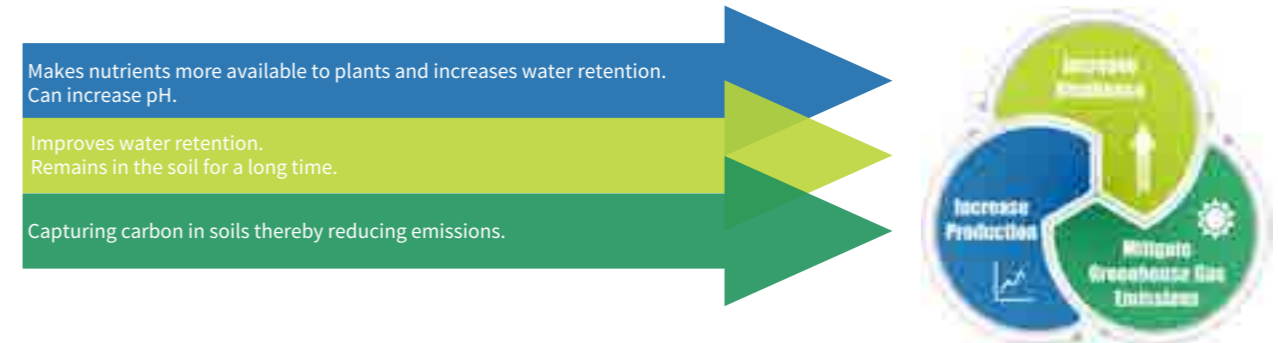 Makes nutrients more available to plants and increases water retention.
Can increase pH.
Improves water retention.
Remains in the soil for a long time.
Capturing carbon in soils thereby reducing emissions.
Increase
Increase
Production
Mitigate
Greenhouse Gas
Emissions